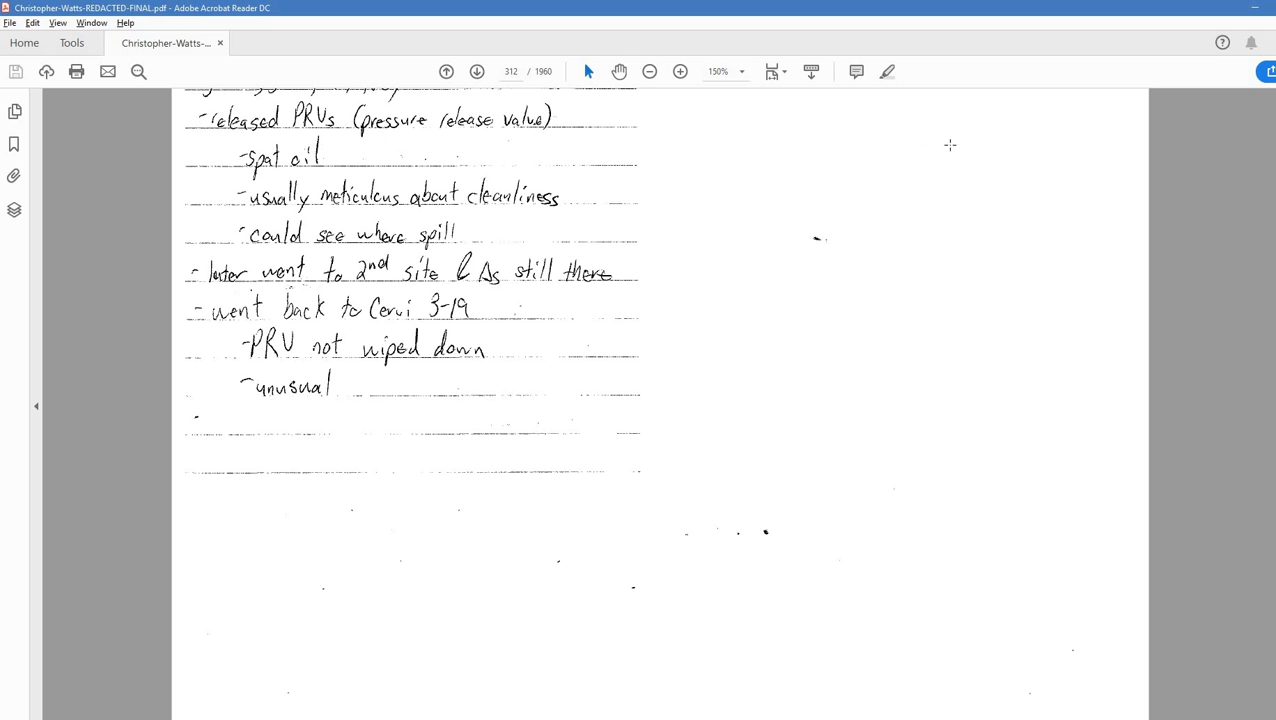 Christopher-Watts-REDACTED-FINAL.pdf - Adobe Acrobat Reader DC
File Edit View Window Help
Home Tools Christopher-Watts-... ×
312 / 1960 150%
-released PRVs (pressure release value)
-spat oil
-usually meticulous about cleanliness
-could see where spill
- later went to 2nd site & Δs still there
- went back to Cervi 3-19
-PRV not wiped down
-unusual
-